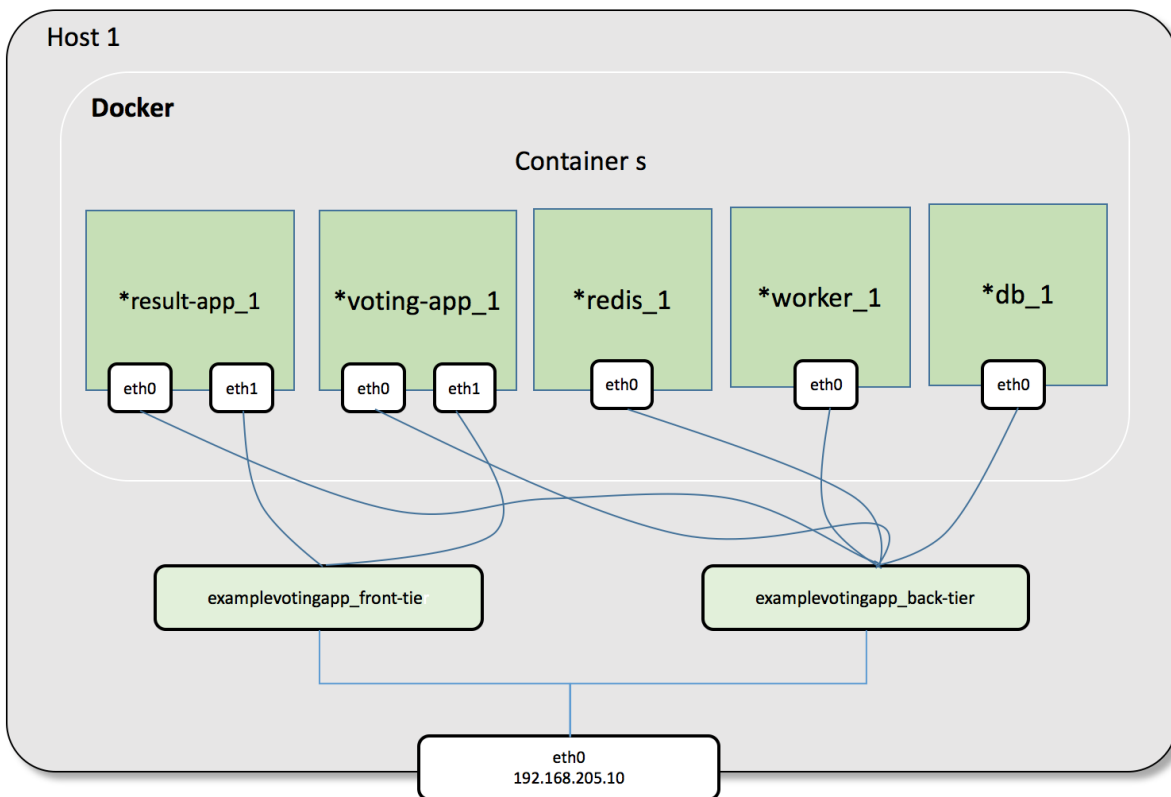 Host 1
Docker
Container s
*result-app_1
*voting-app_1
*redis_1
*worker_1
*db_1
eth0
eth1
eth0
eth1
eth0
eth0
eth0
examplevotingapp_front-tier
examplevotingapp_back-tier
eth0
192.168.205.10